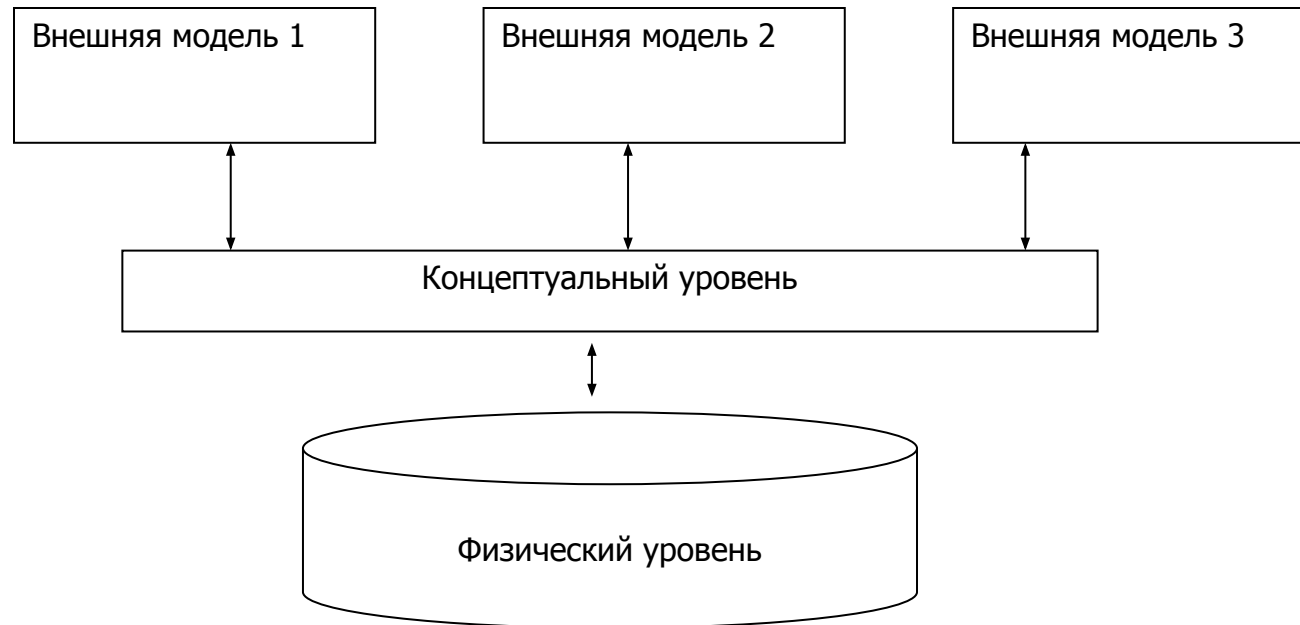 Внешняя модель 1
Внешняя модель 2
Внешняя модель 3
Концептуальный уровень
Физический уровень